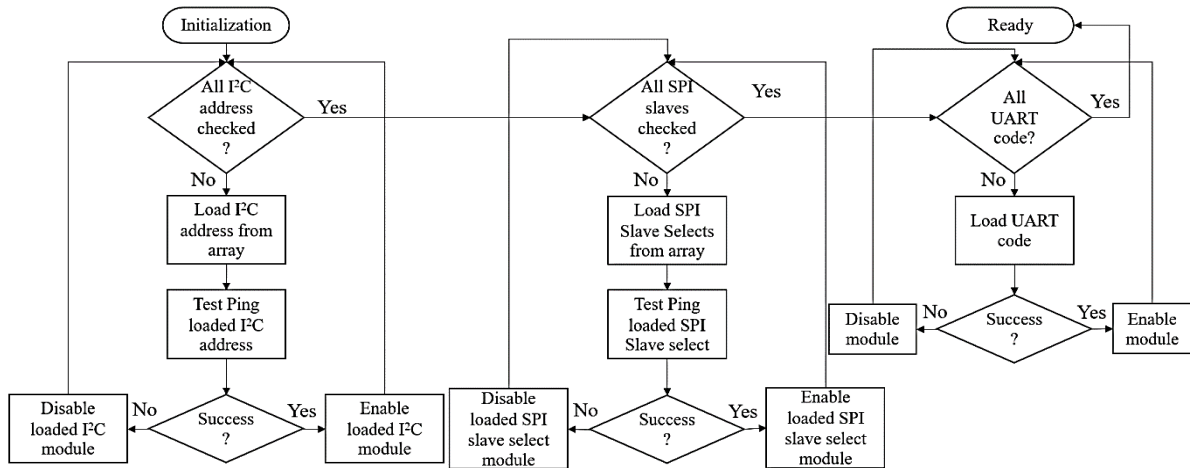 Initialization
All I²C
address
checked
?
Yes
No
Load I²C
address from
array
Test Ping
loaded I²C
address
Success
?
No
Yes
Disable
loaded I²C
module
Enable
loaded I²C
module
All SPI
slaves
checked
?
Yes
No
Load SPI
Slave Selects
from array
Test Ping
loaded SPI
Slave select
Success
?
No
Yes
Disable
loaded SPI
slave select
module
Enable
loaded SPI
slave select
module
Ready
All
UART
code?
Yes
No
Load UART
code
Success
?
No
Yes
Disable
module
Enable
module